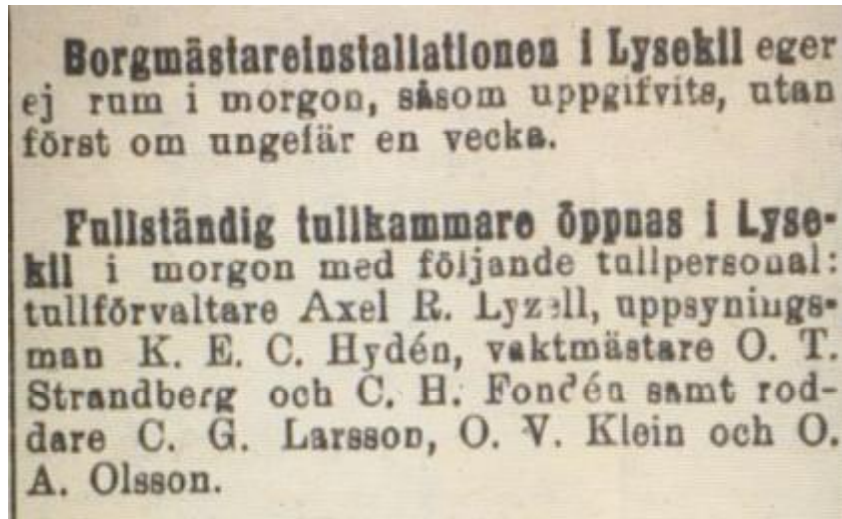 Borgmästareinstallationen i Lysekil eger
ej rum i morgon, såsom uppgifvits, utan
först om ungefär en vecka.
Fullständig tullkammare öppnas i Lyse-
kil i morgon med följande tullpersonal:
tullförvaltare Axel R. Lyzell, uppsynings-
man K. E. C. Hydén, vaktmästare O. T.
Strandberg och C. H. Fondén samt rod-
dare C. G. Larsson, O. V. Klein och O.
A. Olsson.